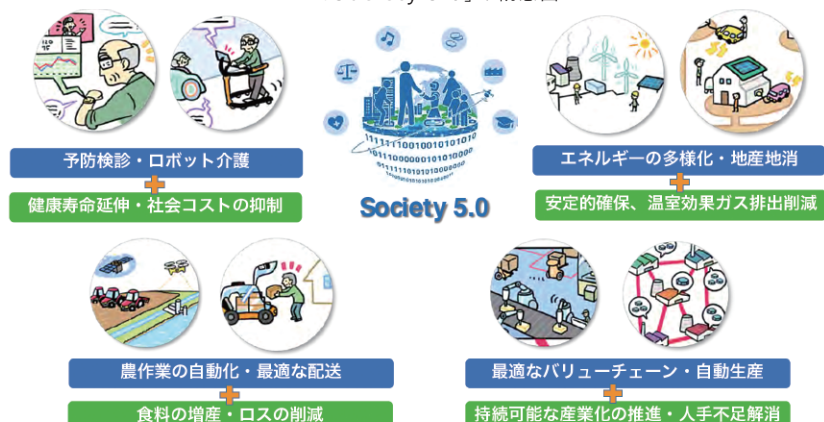 予防検診・ロボット介護
健康寿命延伸・社会コストの抑制
Society 5.0
エネルギーの多様化・地産地消
安定的確保、温室効果ガス排出削減
農作業の自動化・最適な配送
食料の増産・ロスの削減
最適なバリューチェーン・自動生産
持続可能な産業化の推進・人手不足解消